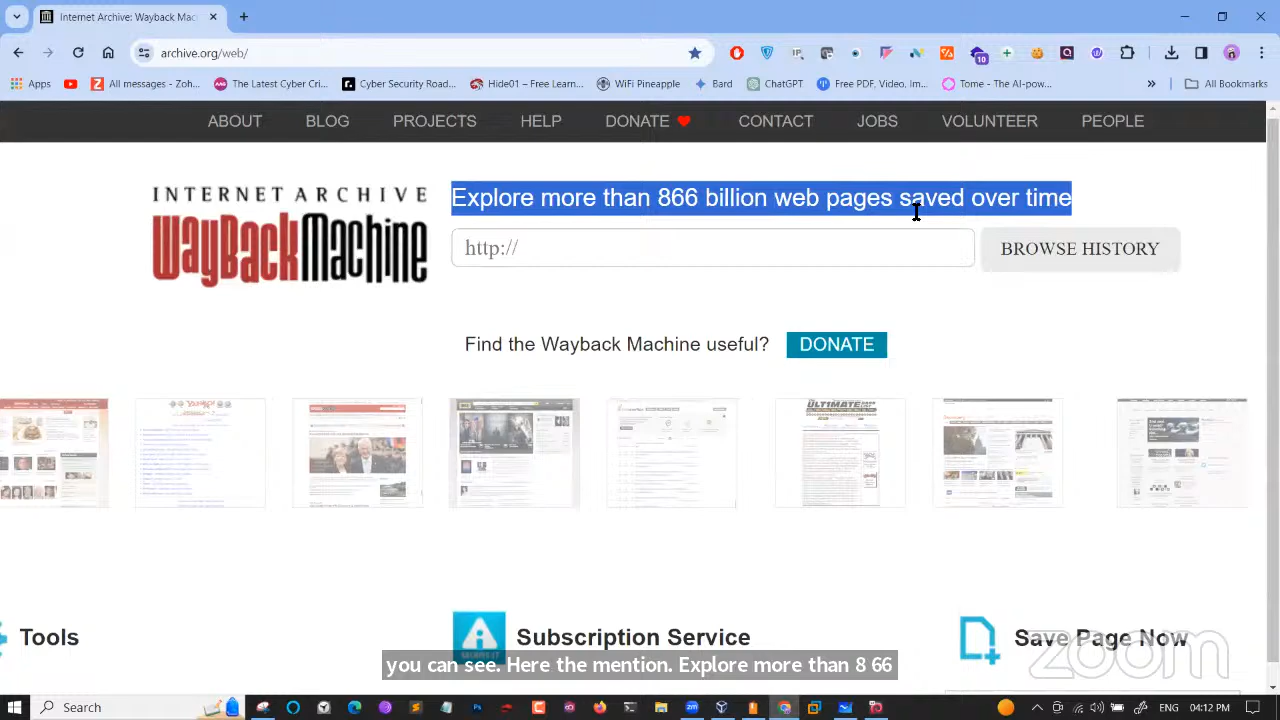 Internet Archive: Wayback Mac
archive.org/web/
10
Apps
All messages - Zoh...
The Latest Cyber Cri...
Cyber Security Road...
Hide01 – Free Learn...
WiFi Pineapple
Bard
ChatGPT
Free PDF, Video, Im...
Tome - The AI-pow...
All Bookmarks
ABOUT BLOG PROJECTS HELP DONATE CONTACT JOBS VOLUNTEER PEOPLE
INTERNET ARCHIVE
WayBackMachine
Explore more than 866 billion web pages saved over time
http://
BROWSE HISTORY
Find the Wayback Machine useful? DONATE
Tools
Subscription Service
Save Page Now
you can see. Here the mention. Explore more than 8 66
zoom
Search
ENG 04:12 PM